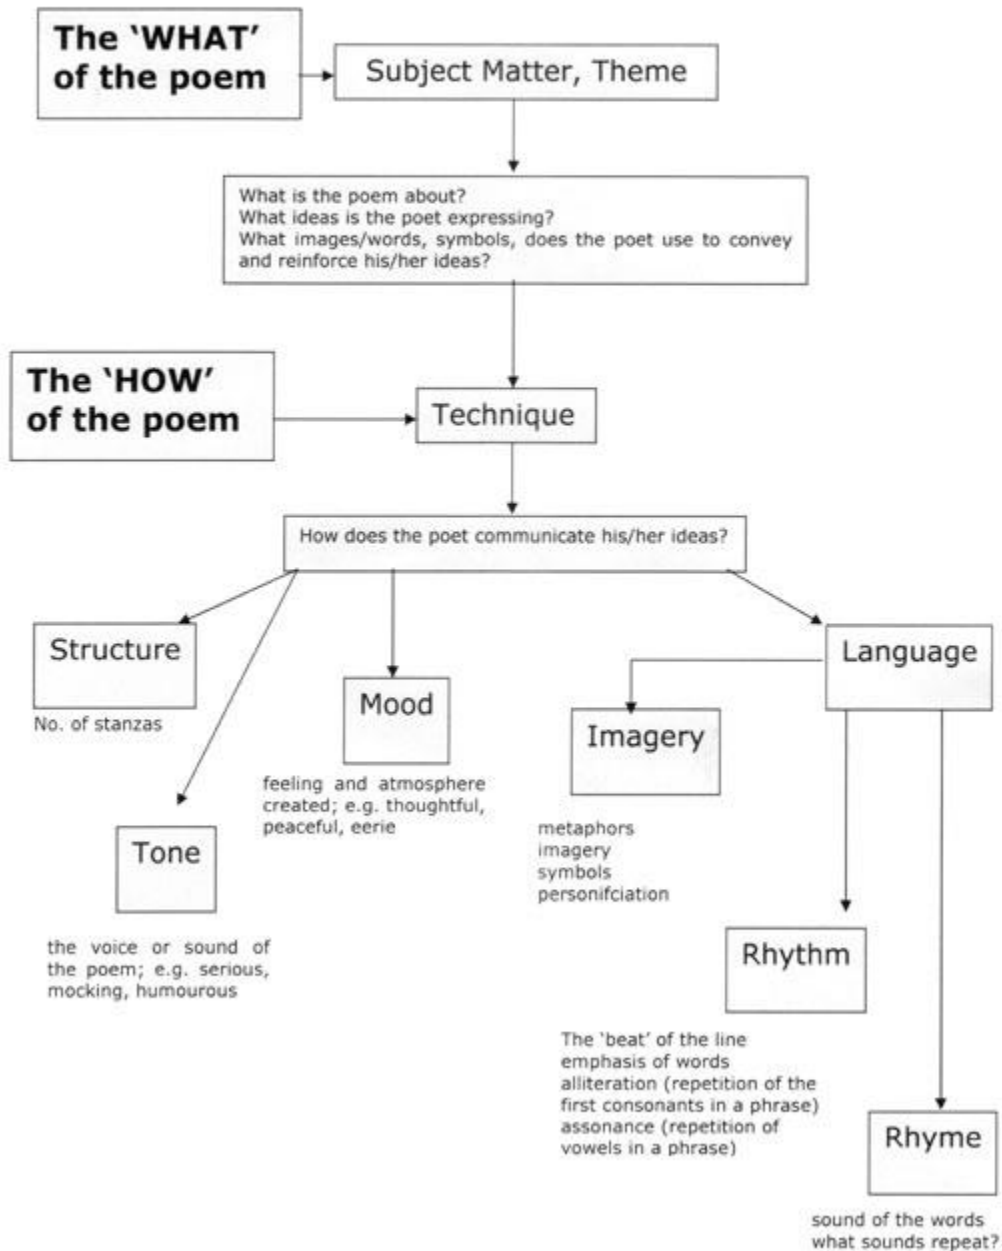 The ‘WHAT’
of the poem
Subject Matter, Theme
What is the poem about?
What ideas is the poet expressing?
What images/words, symbols, does the poet use to convey
and reinforce his/her ideas?
The ‘HOW’
of the poem
Technique
How does the poet communicate his/her ideas?
Structure
No. of stanzas
Tone
the voice or sound of
the poem; e.g. serious,
mocking, humourous
Mood
feeling and atmosphere
created; e.g. thoughtful,
peaceful, eerie
Language
Imagery
metaphors
imagery
symbols
personifciation
Rhythm
The ‘beat’ of the line
emphasis of words
alliteration (repetition of the
first consonants in a phrase)
assonance (repetition of
vowels in a phrase)
Rhyme
sound of the words
what sounds repeat?